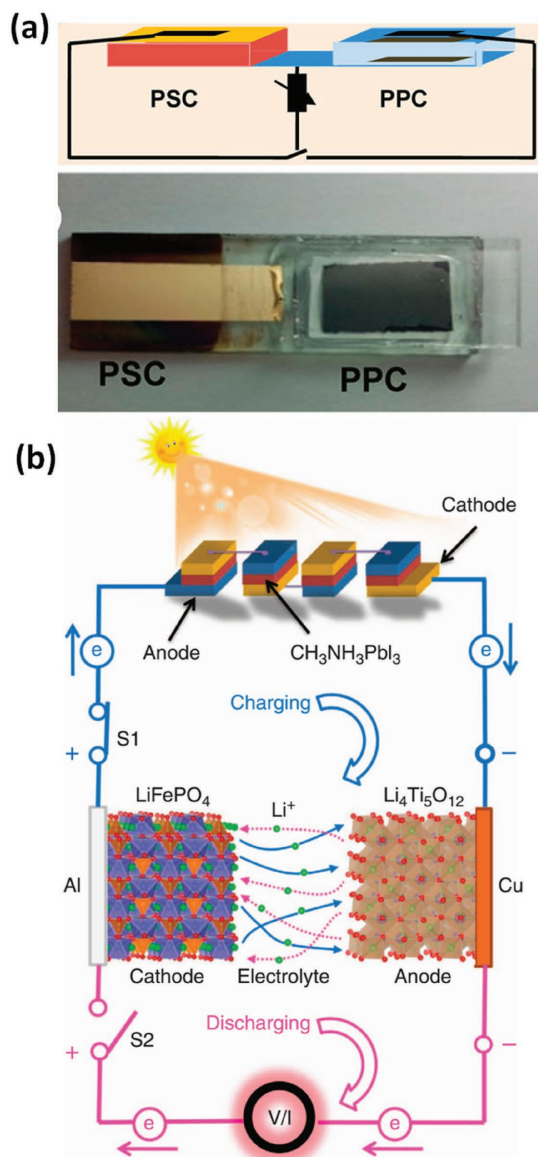 (a)
PSC PPC
PSC PPC
(b)
Cathode
Anode
CH₃NH₃PbI₃
e e
Charging
S1
+ −
LiFePO₄ Li⁺ Li₄Ti₅O₁₂
Al Cu
Cathode Electrolyte Anode
Discharging
S2
+ −
V/I
e e